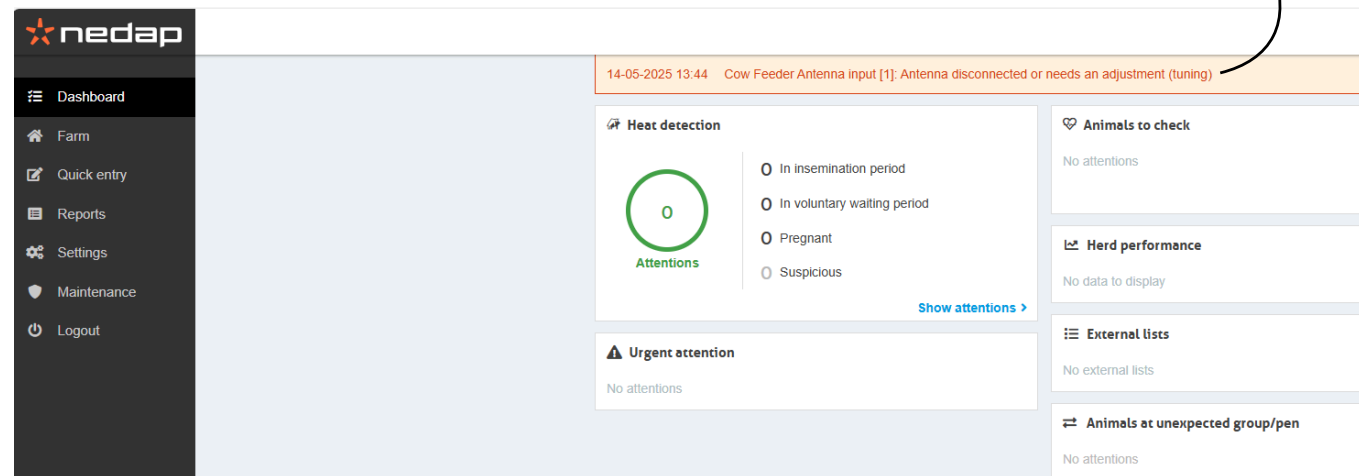 nedap
14-05-2025 13:44 Cow Feeder Antenna input [1]: Antenna disconnected or needs an adjustment (tuning)
Dashboard
Farm
Quick entry
Reports
Settings
Maintenance
Logout
Heat detection
0
Attentions
0 In insemination period
0 In voluntary waiting period
0 Pregnant
0 Suspicious
Show attentions >
Urgent attention
No attentions
Animals to check
No attentions
Herd performance
No data to display
External lists
No external lists
Animals at unexpected group/pen
No attentions